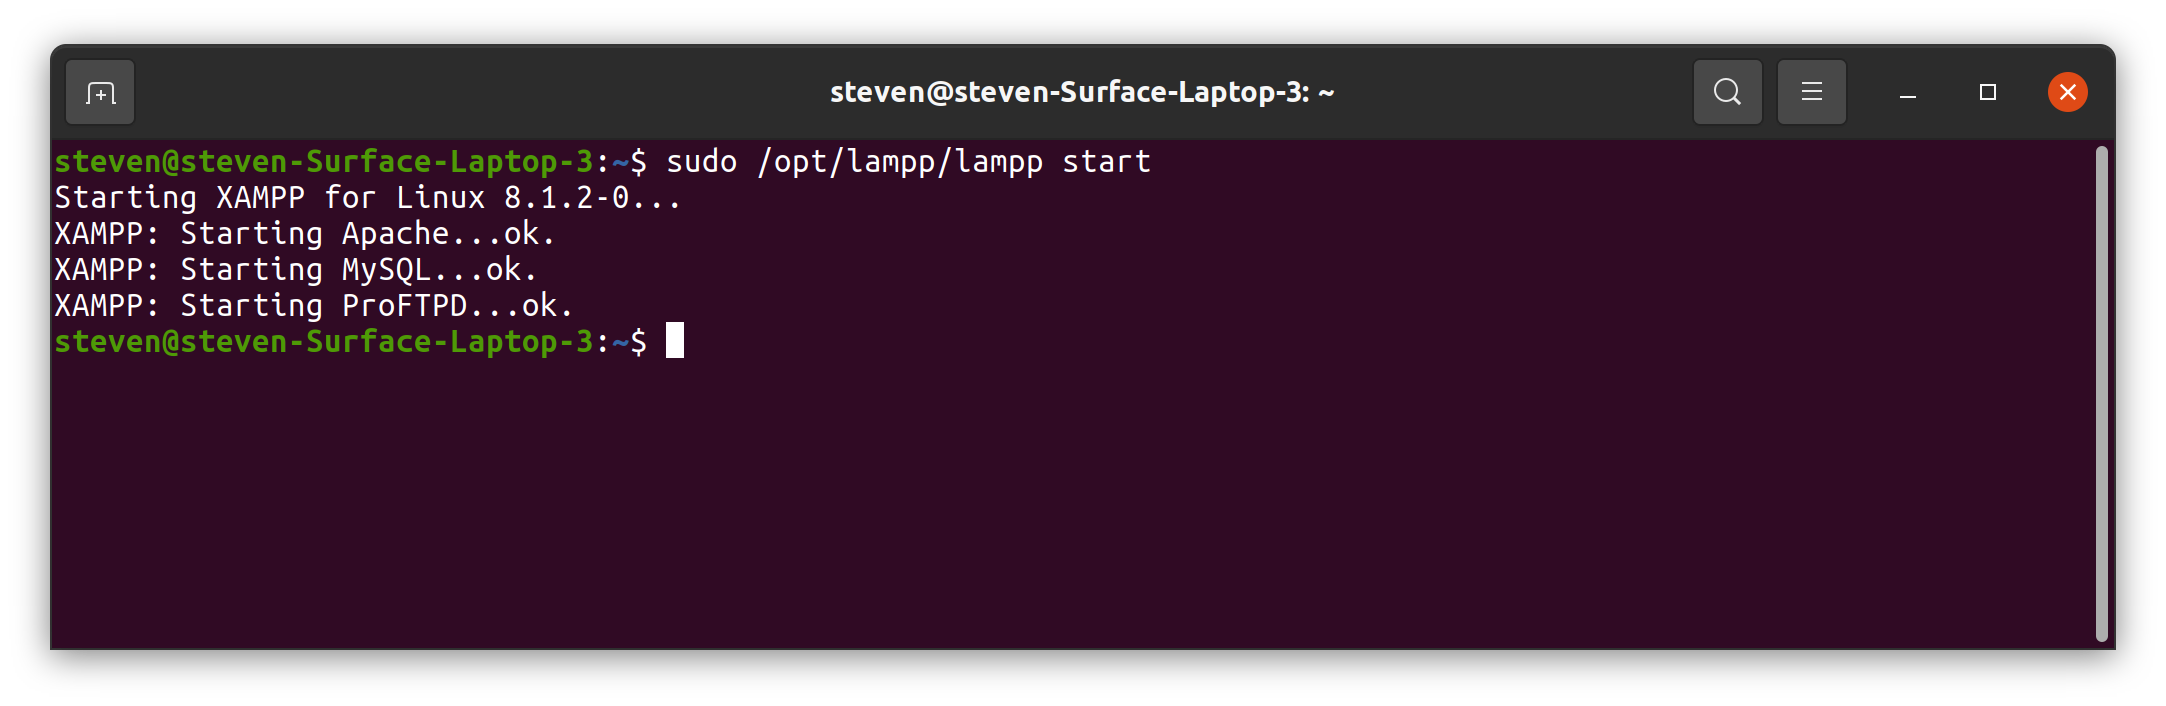 steven@steven-Surface-Laptop-3: ~
steven@steven-Surface-Laptop-3:~$ sudo /opt/lampp/lampp start
Starting XAMPP for Linux 8.1.2-0...
XAMPP: Starting Apache...ok.
XAMPP: Starting MySQL...ok.
XAMPP: Starting ProFTPD...ok.
steven@steven-Surface-Laptop-3:~$